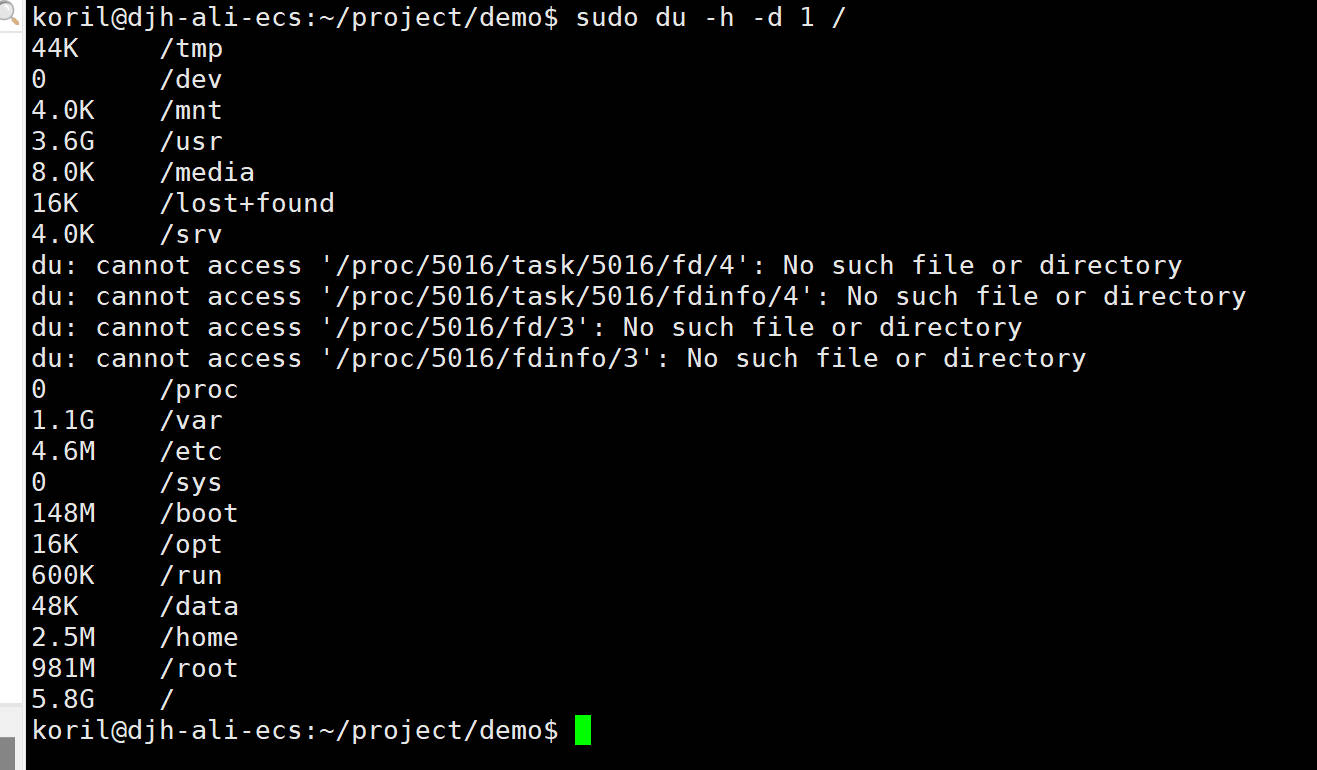 koril@djh-ali-ecs:~/project/demo$ sudo du -h -d 1 /
44K     /tmp
0       /dev
4.0K    /mnt
3.6G    /usr
8.0K    /media
16K     /lost+found
4.0K    /srv
du: cannot access '/proc/5016/task/5016/fd/4': No such file or directory
du: cannot access '/proc/5016/task/5016/fdinfo/4': No such file or directory
du: cannot access '/proc/5016/fd/3': No such file or directory
du: cannot access '/proc/5016/fdinfo/3': No such file or directory
0       /proc
1.1G    /var
4.6M    /etc
0       /sys
148M    /boot
16K     /opt
600K    /run
48K     /data
2.5M    /home
981M    /root
5.8G    /
koril@djh-ali-ecs:~/project/demo$